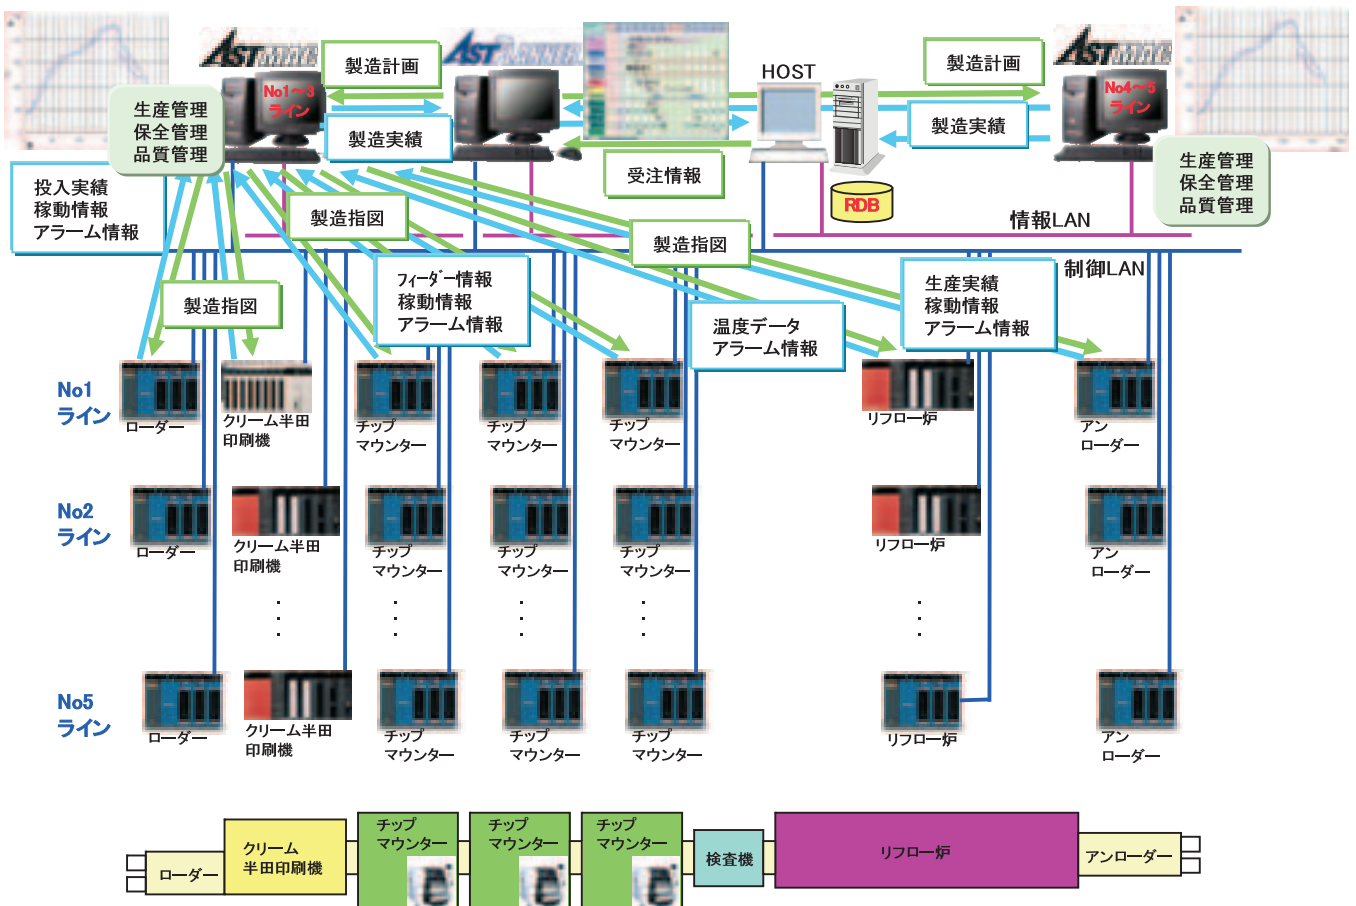 AST
AST PLANNER
AST
製造計画
HOST
製造計画
No1～3
ライン
No4～5
ライン
生産管理
保全管理
品質管理
製造実績
製造実績
受注情報
生産管理
保全管理
品質管理
投入実績
稼動情報
アラーム情報
RDB
製造指図
製造指図
情報LAN
制御LAN
製造指図
フィーダー情報
稼動情報
アラーム情報
温度データ
アラーム情報
生産実績
稼動情報
アラーム情報
No1
ライン
ローダー
クリーム半田
印刷機
チップ
マウンター
チップ
マウンター
チップ
マウンター
リフロー炉
アン
ローダー
No2
ライン
ローダー
クリーム半田
印刷機
チップ
マウンター
チップ
マウンター
チップ
マウンター
リフロー炉
アン
ローダー
No5
ライン
ローダー
クリーム半田
印刷機
チップ
マウンター
チップ
マウンター
チップ
マウンター
リフロー炉
アン
ローダー
ローダー
クリーム
半田印刷機
チップ
マウンター
チップ
マウンター
チップ
マウンター
検査機
リフロー炉
アンローダー